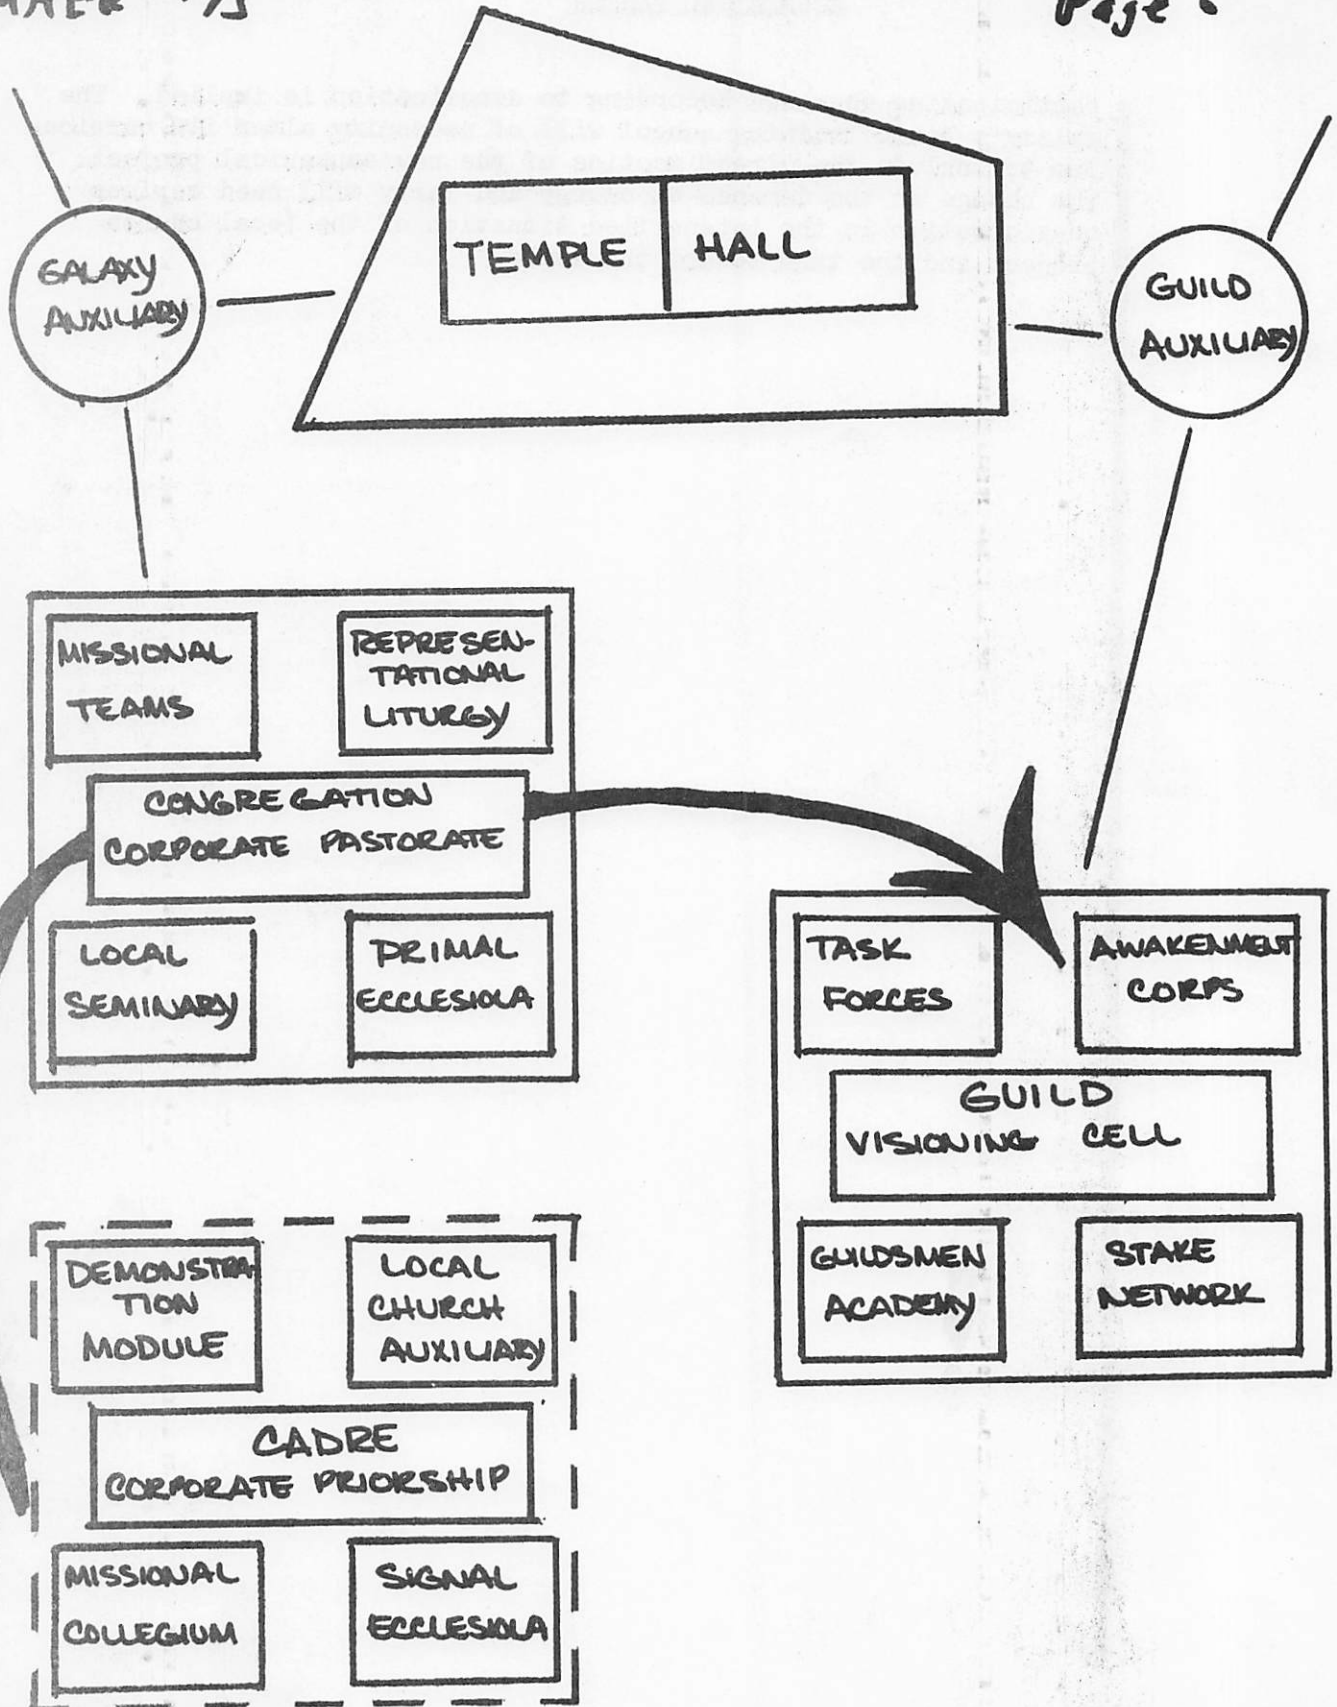 Page
TEMPLE HALL
GALAXY
AUXILIARY
GUILD
AUXILIARY
MISSIONAL
TEAMS
REPRESEN-
TATIONAL
LITURGY
CONGREGATION
CORPORATE PASTORATE
LOCAL
SEMINARY
PRIMAL
ECCLESIOLA
TASK
FORCES
AWAKENMENT
CORPS
GUILD
VISIONING CELL
GUILDSMEN
ACADEMY
STAKE
NETWORK
DEMONSTRA-
TION
MODULE
LOCAL
CHURCH
AUXILIARY
CADRE
CORPORATE PRIORSHIP
MISSIONAL
COLLEGIUM
SIGNAL
ECCLESIOLA